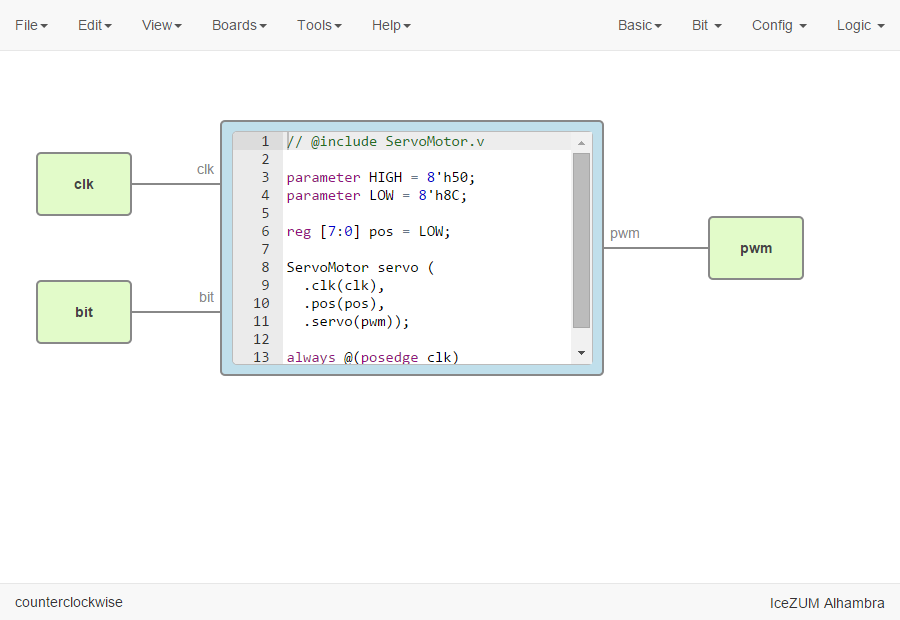 File Edit View Boards Tools Help Basic Bit Config Logic
clk
clk
bit
bit
1 // @include ServoMotor.v
2
3 parameter HIGH = 8'h50;
4 parameter LOW = 8'h8C;
5
6 reg [7:0] pos = LOW;
7
8 ServoMotor servo (
9 .clk(clk),
10 .pos(pos),
11 .servo(pwm));
12
13 always @(posedge clk)
pwm
pwm
counterclockwise IceZUM Alhambra